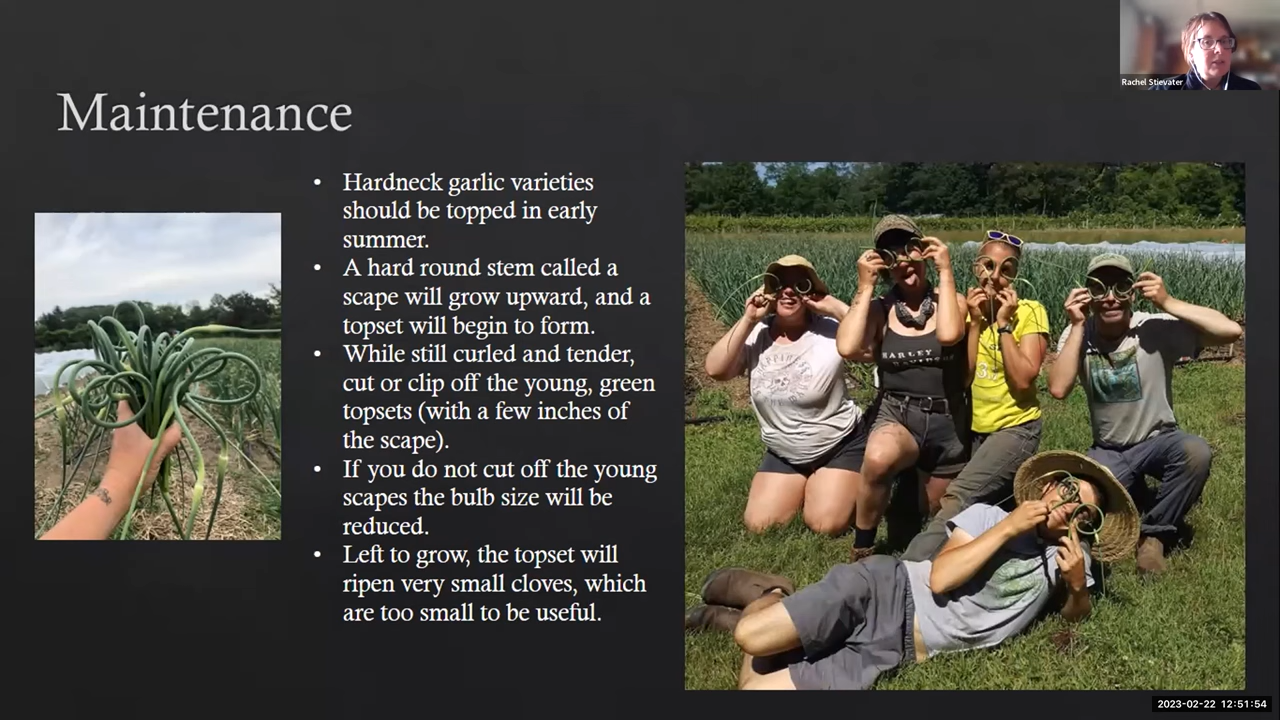 Rachel Stievater
Maintenance
• Hardneck garlic varieties
should be topped in early
summer.
• A hard round stem called a
scape will grow upward, and a
topset will begin to form.
• While still curled and tender,
cut or clip off the young, green
topsets (with a few inches of
the scape).
• If you do not cut off the young
scapes the bulb size will be
reduced.
• Left to grow, the topset will
ripen very small cloves, which
are too small to be useful.
HARLEY
2023-02-22 12:51:54